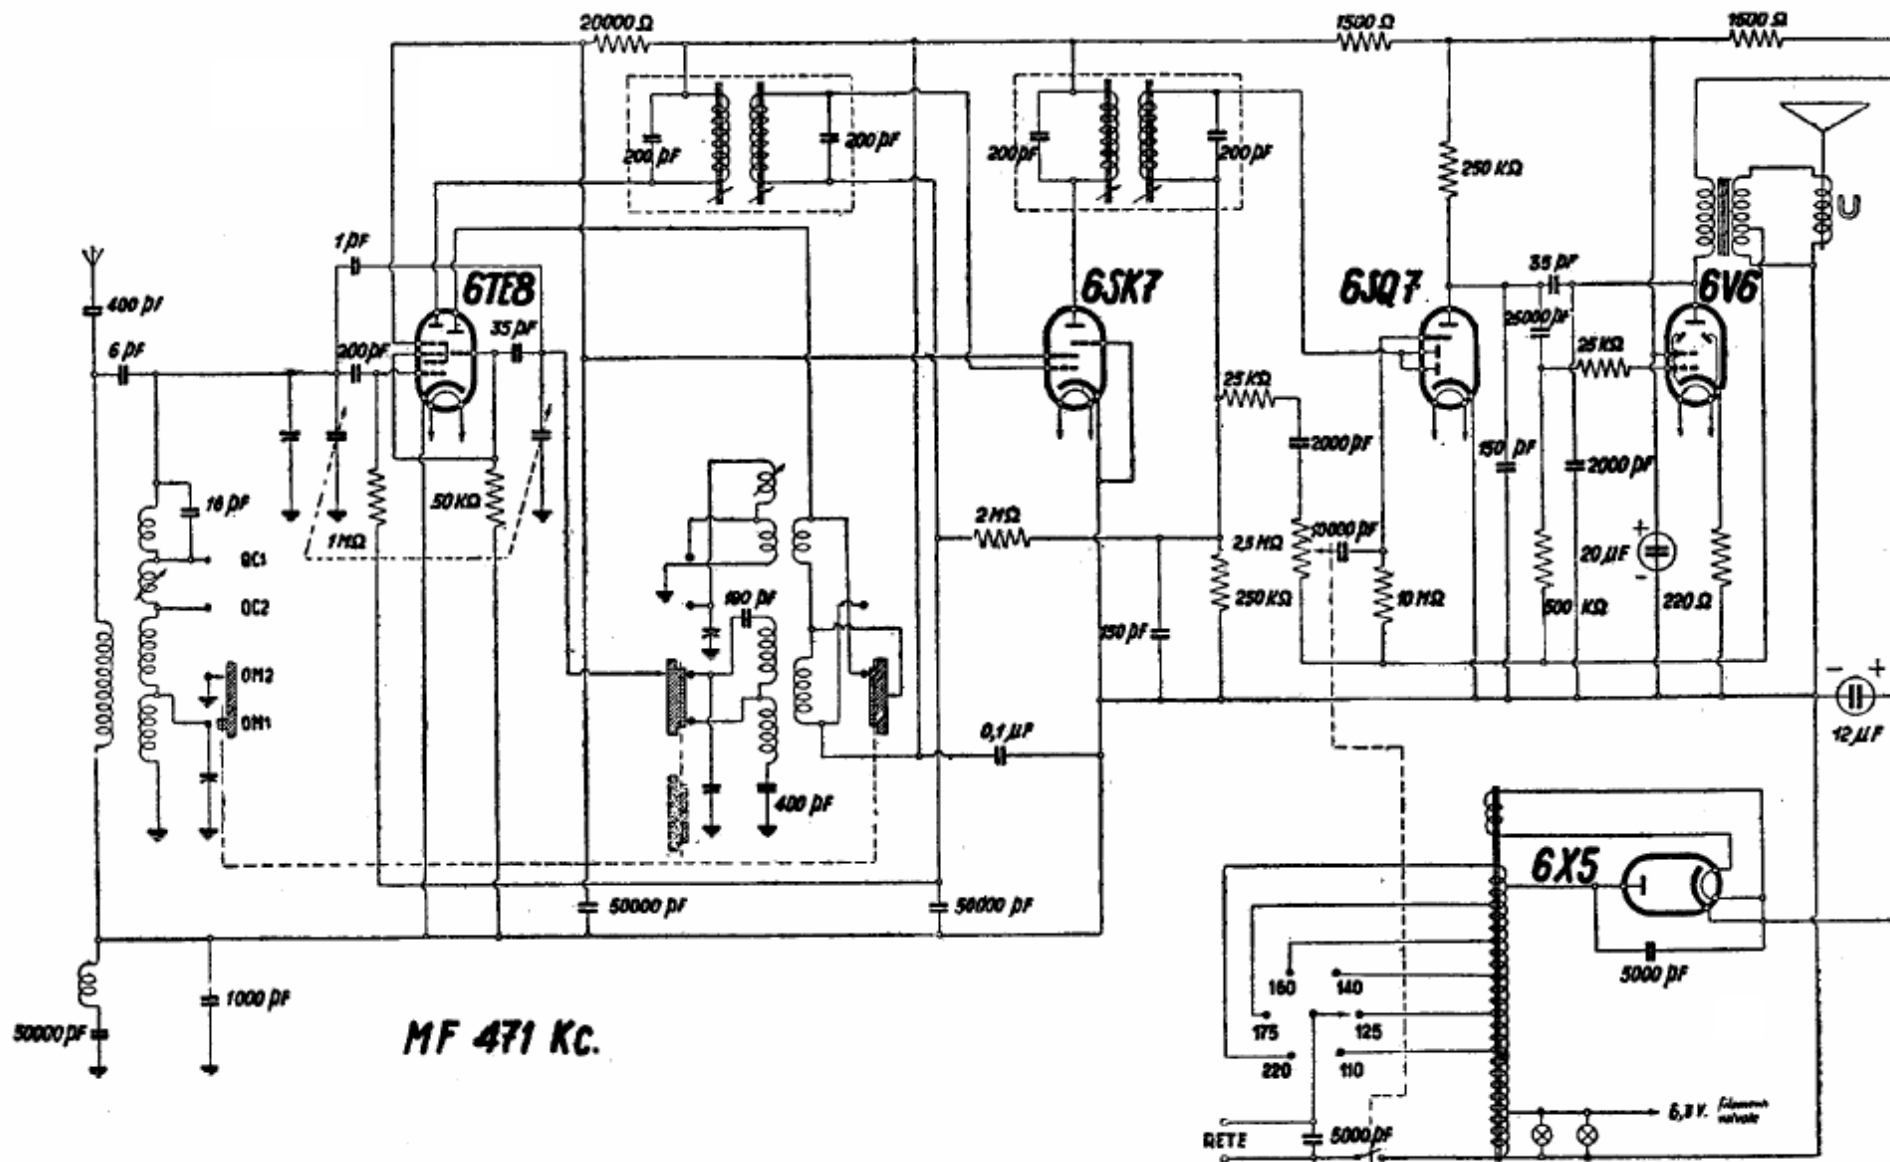 20000 Ω
1500 Ω
1600 Ω
200 pF
200 pF
200 pF
200 pF
250 KΩ
1 pF
6TE8
6SK7
6SQ7
35 pF
6V6
400 pF
35 pF
25000 pF
6 pF
200 pF
25 KΩ
25 KΩ
2000 pF
150 pF
2000 pF
16 pF
50 KΩ
1 MΩ
2 MΩ
2,5 MΩ
20 μF
OC1
OC2
250 KΩ
10 MΩ
500 KΩ
220 Ω
150 pF
OM2
OM1
0,1 μF
12 μF
400 pF
6X5
50000 pF
50000 pF
5000 pF
160
140
1000 pF
175
125
50000 pF
MF 471 Kc.
220
110
6,3 V.
RETE
5000 pF